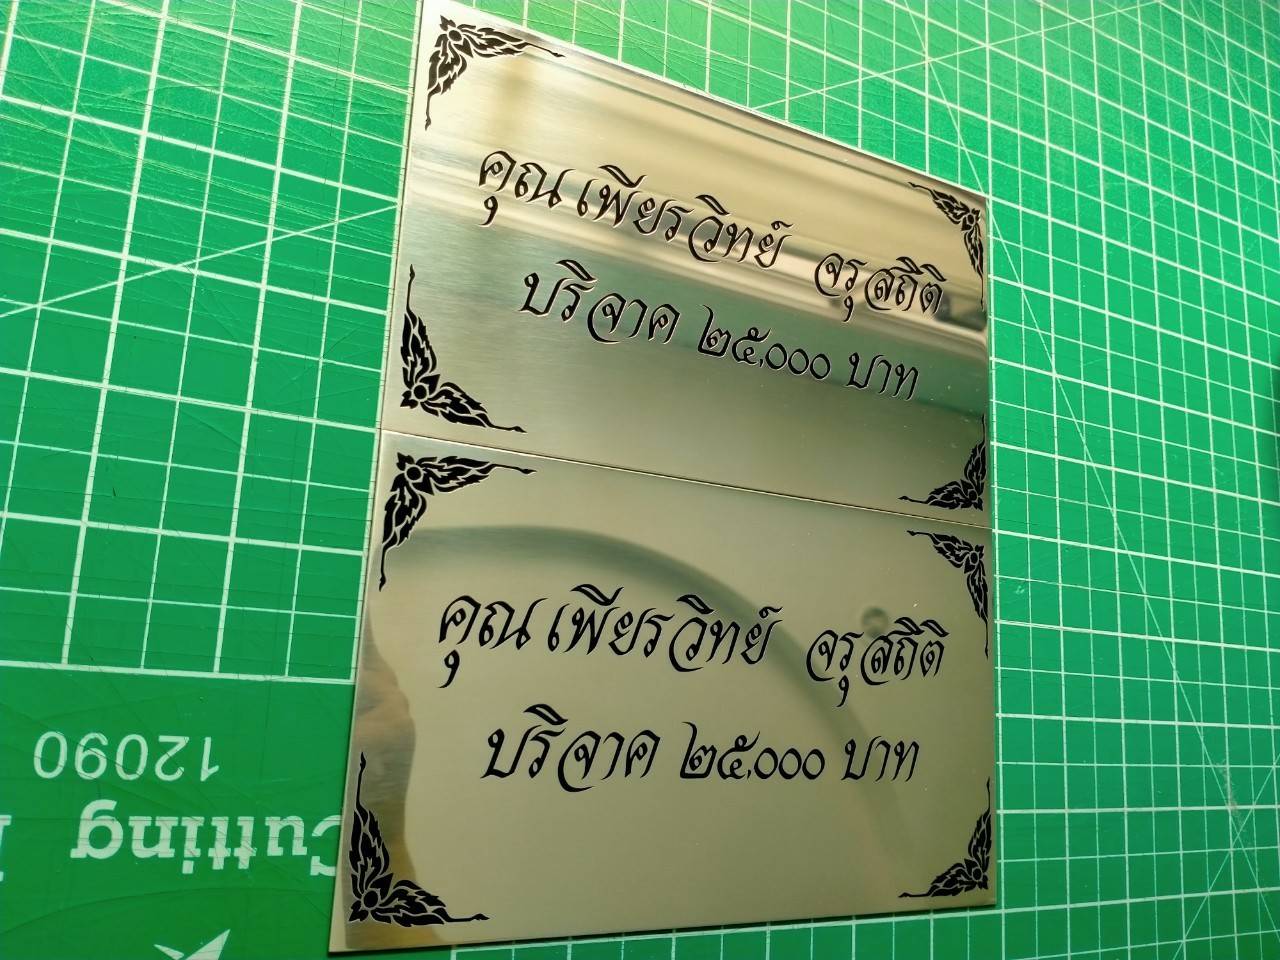 คุณ เพียรวิทย์ จรุสถิติ
บริจาค ๒๕,๐๐๐ บาท
คุณ เพียรวิทย์ จรุสถิติ
บริจาค ๒๕,๐๐๐ บาท
12090
Cutting